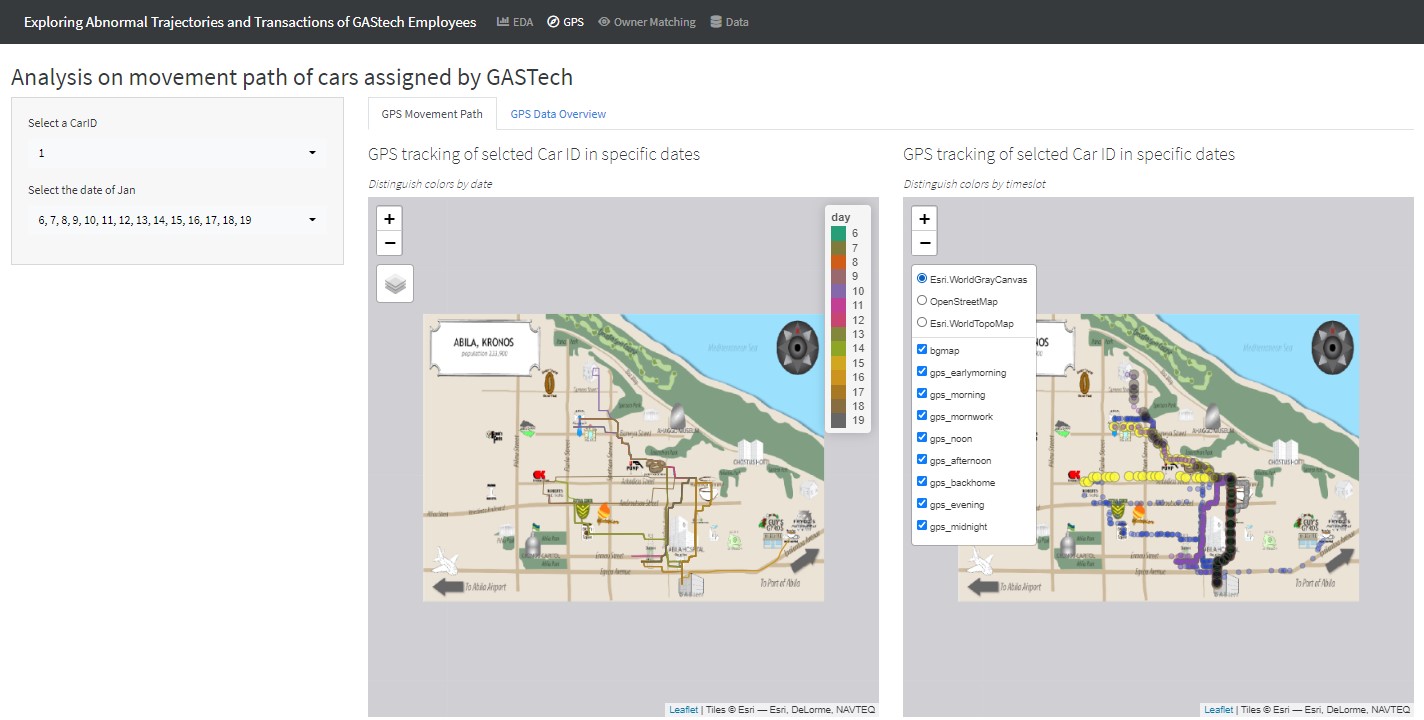 Exploring Abnormal Trajectories and Transactions of GAStech Employees EDA GPS Owner Matching Data
Analysis on movement path of cars assigned by GASTech
Select a CarID
1
Select the date of Jan
6, 7, 8, 9, 10, 11, 12, 13, 14, 15, 16, 17, 18, 19
GPS Movement Path GPS Data Overview
GPS tracking of selcted Car ID in specific dates
Distinguish colors by date
+
−
day
6
7
8
9
10
11
12
13
14
15
16
17
18
19
ABILA, KRONOS
Mediterranean Sea
To Abila Airport
To Port of Abila
Leaflet | Tiles © Esri — Esri, DeLorme, NAVTEQ
GPS tracking of selcted Car ID in specific dates
Distinguish colors by timeslot
+
−
Esri.WorldGrayCanvas
OpenStreetMap
Esri.WorldTopoMap
bgmap
gps_earlymorning
gps_morning
gps_mornwork
gps_noon
gps_afternoon
gps_backhome
gps_evening
gps_midnight
Mediterranean Sea
To Abila Airport
To Port of Abila
Leaflet | Tiles © Esri — Esri, DeLorme, NAVTEQ